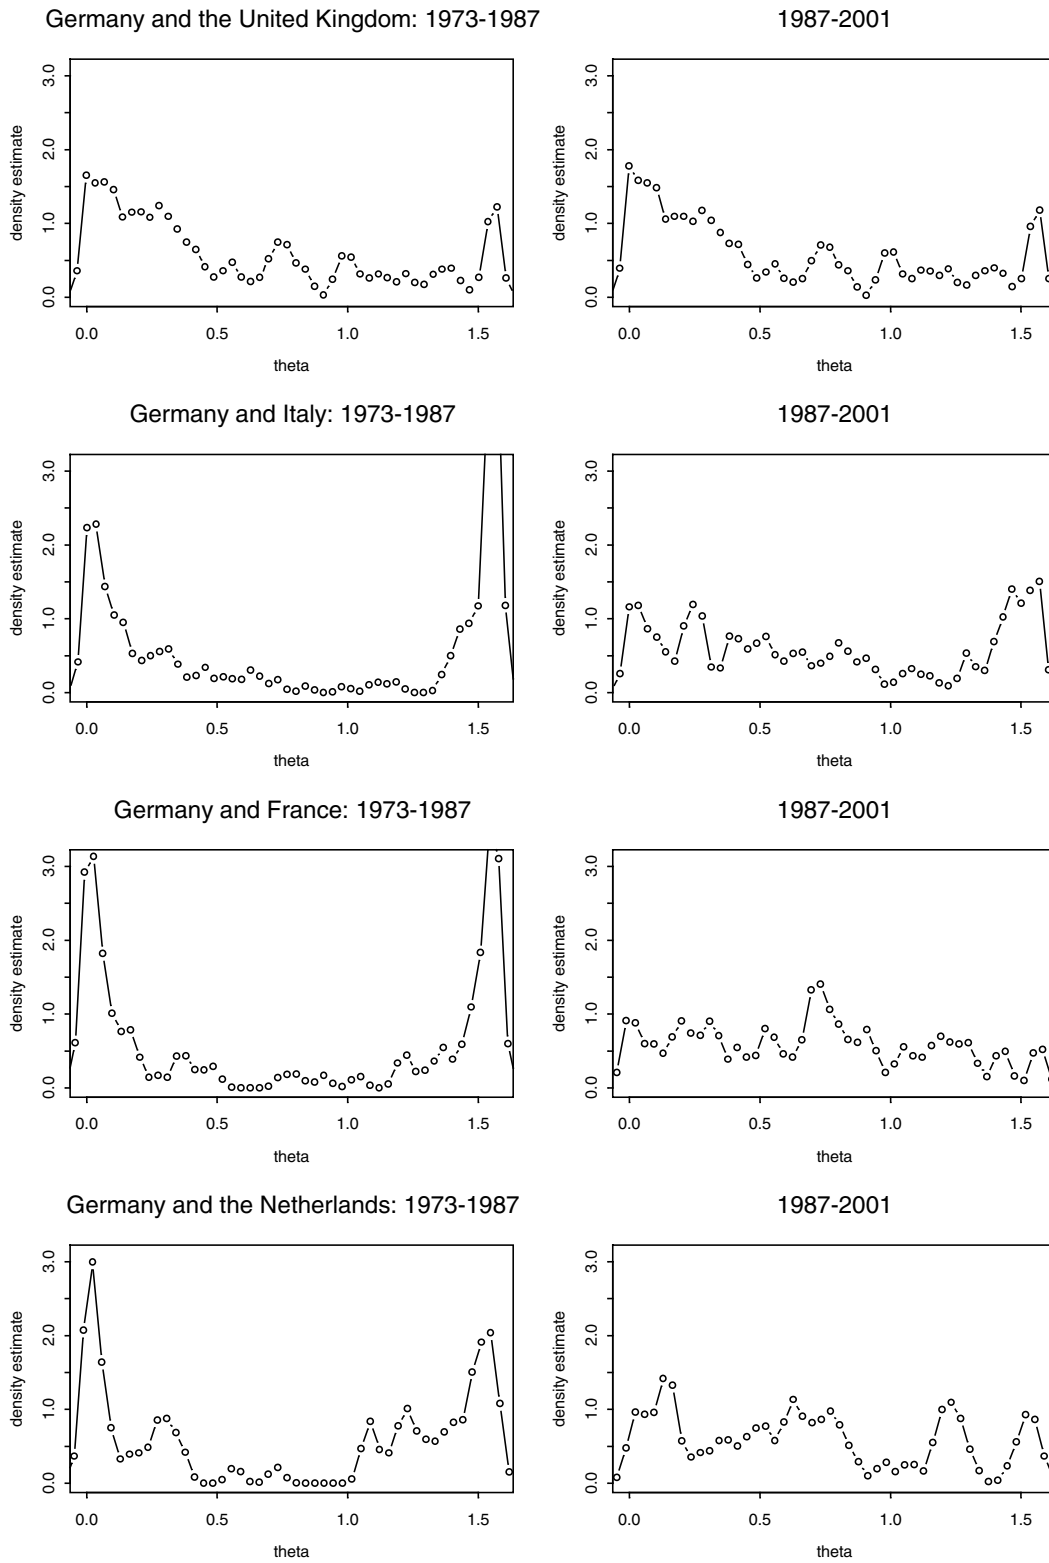 Germany and the United Kingdom: 1973-1987
1987-2001
density estimate
3.0
2.0
1.0
0.0
0.0 0.5 1.0 1.5
theta
density estimate
3.0
2.0
1.0
0.0
0.0 0.5 1.0 1.5
theta
Germany and Italy: 1973-1987
1987-2001
density estimate
3.0
2.0
1.0
0.0
0.0 0.5 1.0 1.5
theta
density estimate
3.0
2.0
1.0
0.0
0.0 0.5 1.0 1.5
theta
Germany and France: 1973-1987
1987-2001
density estimate
3.0
2.0
1.0
0.0
0.0 0.5 1.0 1.5
theta
density estimate
3.0
2.0
1.0
0.0
0.0 0.5 1.0 1.5
theta
Germany and the Netherlands: 1973-1987
1987-2001
density estimate
3.0
2.0
1.0
0.0
0.0 0.5 1.0 1.5
theta
density estimate
3.0
2.0
1.0
0.0
0.0 0.5 1.0 1.5
theta